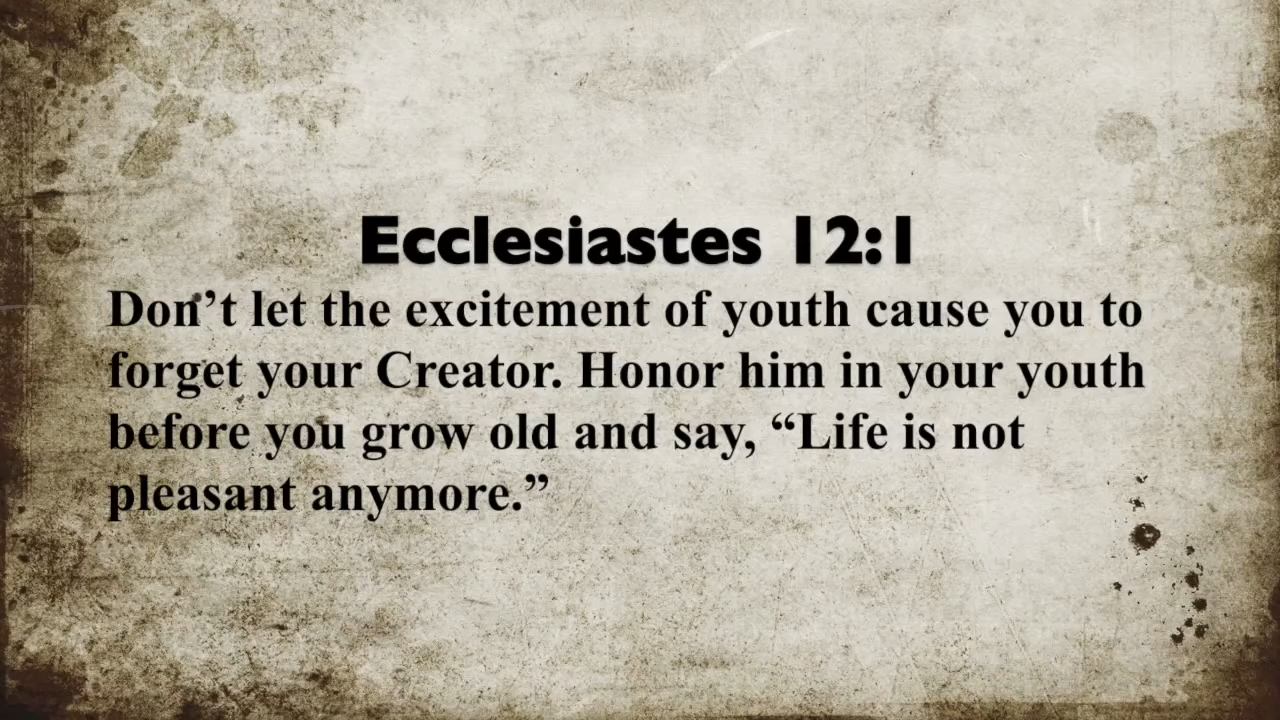 Ecclesiastes 12:1
Don’t let the excitement of youth cause you to
forget your Creator. Honor him in your youth
before you grow old and say, “Life is not
pleasant anymore.”